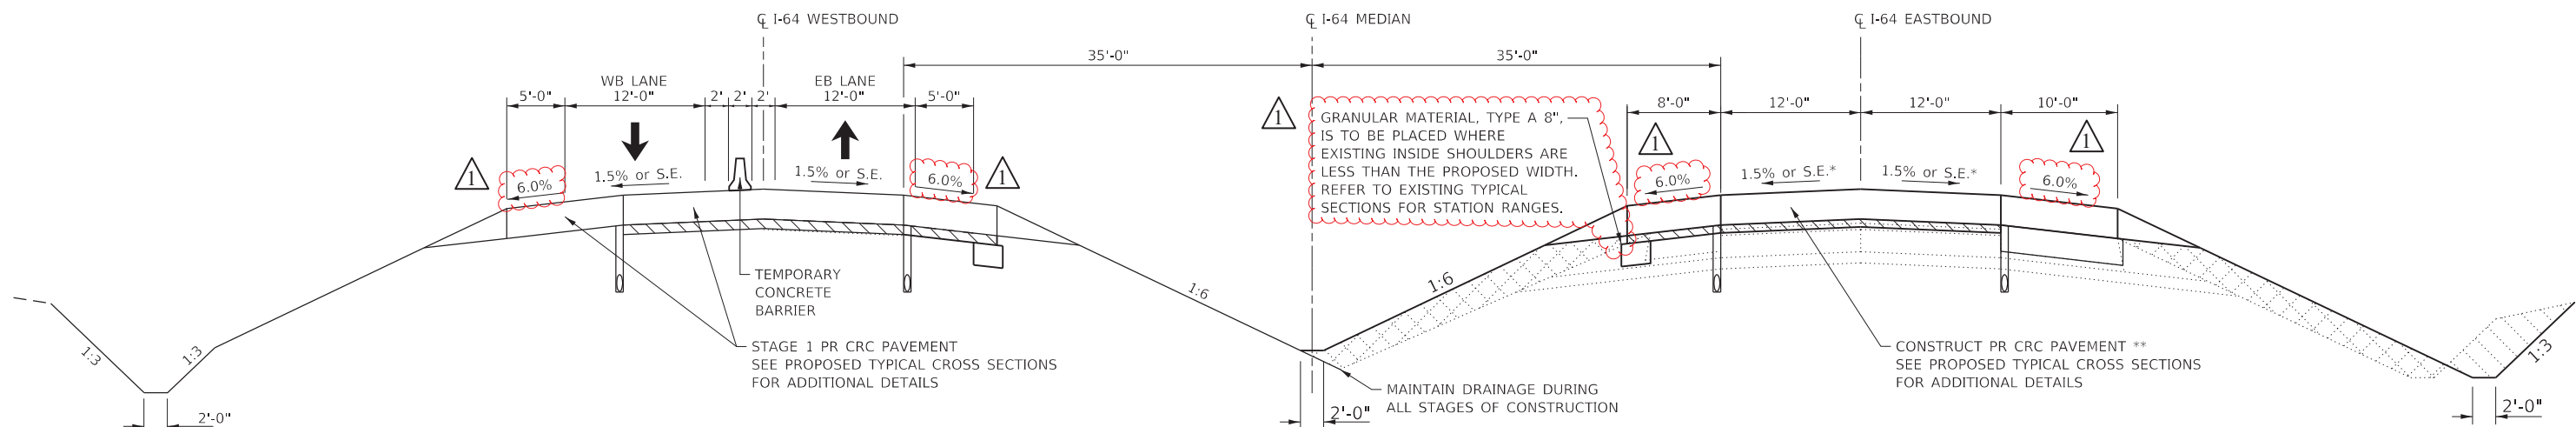 ℄ I-64 WESTBOUND
℄ I-64 MEDIAN
℄ I-64 EASTBOUND
35'-0"
35'-0"
WB LANE
EB LANE
5'-0"
12'-0"
2'
2'
2'
12'-0"
5'-0"
8'-0"
12'-0"
12'-0"
10'-0"
1
GRANULAR MATERIAL, TYPE A 8",
IS TO BE PLACED WHERE
EXISTING INSIDE SHOULDERS ARE
LESS THAN THE PROPOSED WIDTH.
REFER TO EXISTING TYPICAL
SECTIONS FOR STATION RANGES.
1
1
1
1
6.0%
1.5% or S.E.
1.5% or S.E.
6.0%
6.0%
1.5% or S.E.*
1.5% or S.E.*
6.0%
TEMPORARY
CONCRETE
BARRIER
1:6
1:6
1:3
1:3
1:3
STAGE 1 PR CRC PAVEMENT
SEE PROPOSED TYPICAL CROSS SECTIONS
FOR ADDITIONAL DETAILS
CONSTRUCT PR CRC PAVEMENT **
SEE PROPOSED TYPICAL CROSS SECTIONS
FOR ADDITIONAL DETAILS
MAINTAIN DRAINAGE DURING
ALL STAGES OF CONSTRUCTION
2'-0"
2'-0"
2'-0"